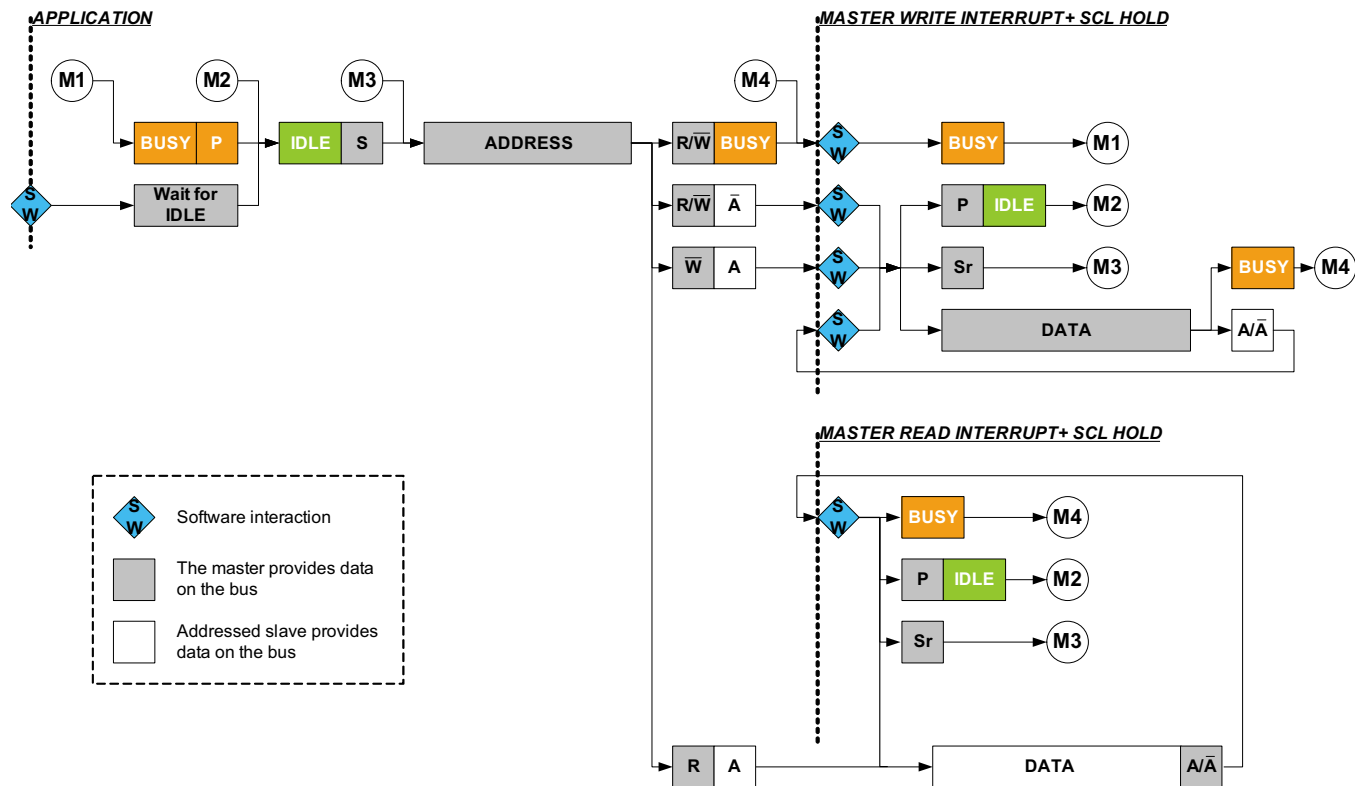 APPLICATION
MASTER WRITE INTERRUPT+ SCL HOLD
M1
M2
M3
M4
BUSY P
IDLE S
ADDRESS
R/W̅ BUSY
S
W
BUSY
M1
S
W
Wait for
IDLE
R/W̅ A̅
S
W
P IDLE
M2
W̅ A
S
W
Sr
M3
BUSY
M4
S
W
DATA
A/A̅
MASTER READ INTERRUPT+ SCL HOLD
S
W
BUSY
M4
P IDLE
M2
Sr
M3
R A
DATA
A/A̅
S
W
Software interaction
The master provides data
on the bus
Addressed slave provides
data on the bus